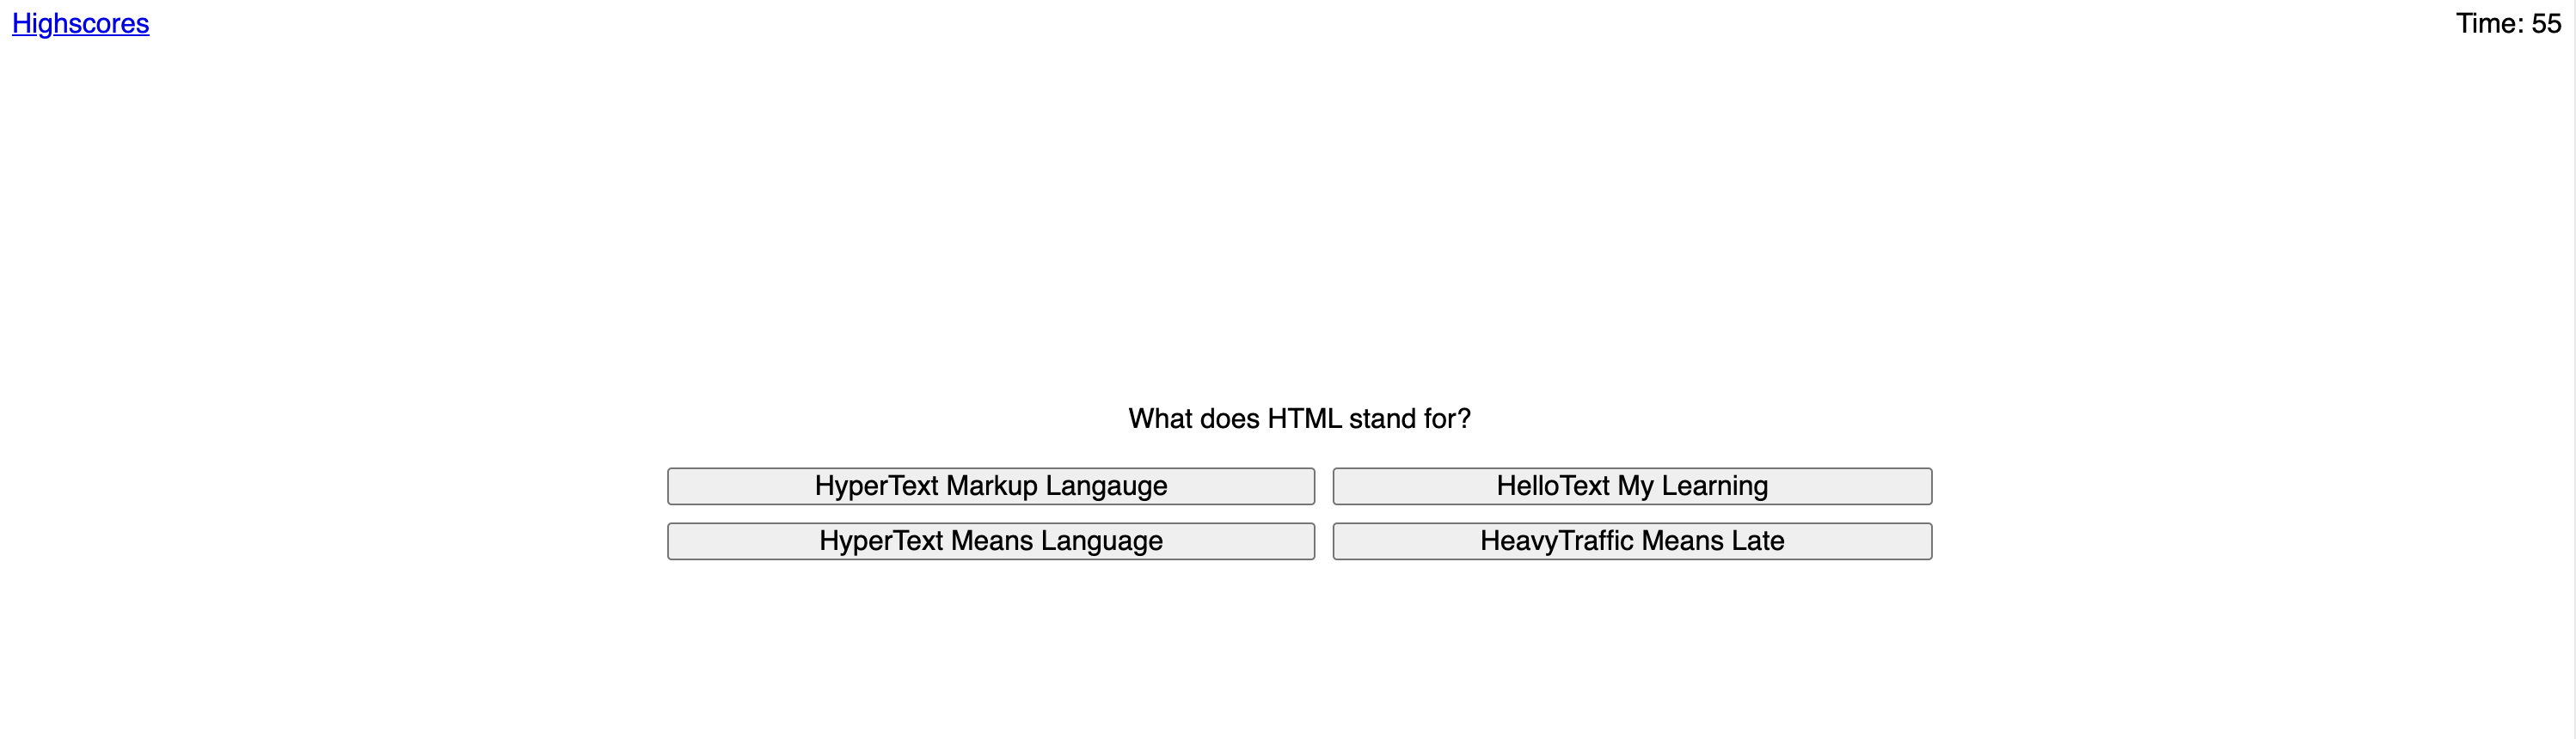 Highscores
Time: 55
What does HTML stand for?
HyperText Markup Langauge
HelloText My Learning
HyperText Means Language
HeavyTraffic Means Late